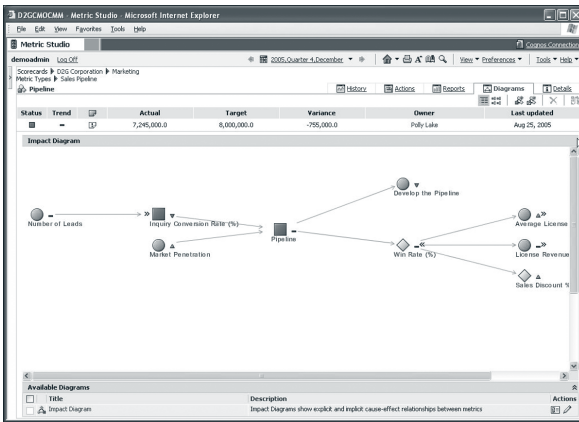 D2GCMOCMM - Metric Studio - Microsoft Internet Explorer
File Edit View Favorites Tools Help
Metric Studio Cognos Connection
demoadmin Log Off 2005.Quarter 4.December View Preferences Tools Help
Scorecards D2G Corporation Marketing
Metric Types Sales Pipeline
Pipeline History Actions Reports Diagrams Details
Status Trend Actual Target Variance Owner Last updated
7,245,000.0 8,000,000.0 -755,000.0 Polly Lake Aug 25, 2005
Impact Diagram
Develop the Pipeline
Number of Leads Inquiry Conversion Rate (%) Average License
Pipeline
Market Penetration Win Rate (%) License Revenue
Sales Discount %
Available Diagrams
Title Description Actions
Impact Diagram Impact Diagrams show explicit and implicit cause-effect relationships between metrics